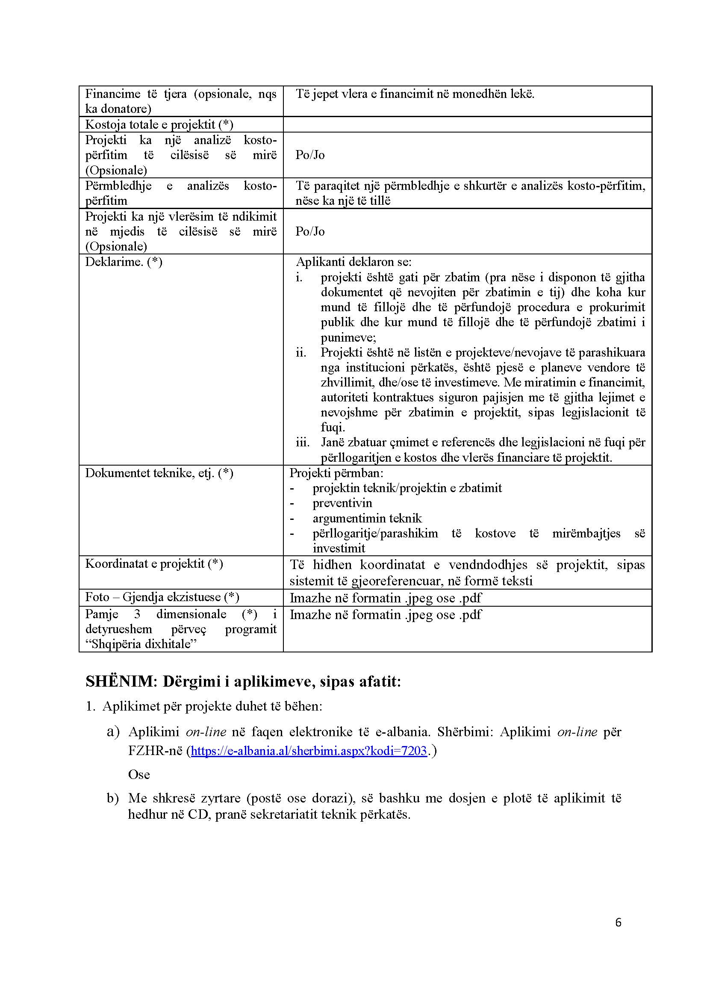 Financime të tjera (opsionale, nqs
ka donatore)
Të jepet vlera e financimit në monedhën lekë.
Kostoja totale e projektit (*)
Projekti ka një analizë kosto-
përfitim të cilësisë së mirë
(Opsionale)
Po/Jo
Përmbledhje e analizës kosto-
përfitim
Të paraqitet një përmbledhje e shkurtër e analizës kosto-përfitim,
nëse ka një të tillë
Projekti ka një vlerësim të ndikimit
në mjedis të cilësisë së mirë
(Opsionale)
Po/Jo
Deklarime. (*)
Aplikanti deklaron se:
i. projekti është gati për zbatim (pra nëse i disponon të gjitha
dokumentet që nevojiten për zbatimin e tij) dhe koha kur
mund të fillojë dhe të përfundojë procedura e prokurimit
publik dhe kur mund të fillojë dhe të përfundojë zbatimi i
punimeve;
ii. Projekti është në listën e projekteve/nevojave të parashikuara
nga institucioni përkatës, është pjesë e planeve vendore të
zhvillimit, dhe/ose të investimeve. Me miratimin e financimit,
autoriteti kontraktues siguron pajisjen me të gjitha lejimet e
nevojshme për zbatimin e projektit, sipas legjislacionit të
fuqi.
iii. Janë zbatuar çmimet e referencës dhe legjislacioni në fuqi për
përllogaritjen e kostos dhe vlerës financiare të projektit.
Dokumentet teknike, etj. (*)
Projekti përmban:
- projektin teknik/projektin e zbatimit
- preventivin
- argumentimin teknik
- përllogaritje/parashikim të kostove të mirëmbajtjes së
investimit
Koordinatat e projektit (*)
Të hidhen koordinatat e vendndodhjes së projektit, sipas
sistemit të gjeoreferencuar, në formë teksti
Foto – Gjendja ekzistuese (*)
Imazhe në formatin .jpeg ose .pdf
Pamje 3 dimensionale (*) i
detyrueshem përveç programit
“Shqipëria dixhitale”
Imazhe në formatin .jpeg ose .pdf
SHËNIM: Dërgimi i aplikimeve, sipas afatit:
1. Aplikimet për projekte duhet të bëhen:
a) Aplikimi on-line në faqen elektronike të e-albania. Shërbimi: Aplikimi on-line për
FZHR-në (https://e-albania.al/sherbimi.aspx?kodi=7203.)
Ose
b) Me shkresë zyrtare (postë ose dorazi), së bashku me dosjen e plotë të aplikimit të
hedhur në CD, pranë sekretariatit teknik përkatës.
6